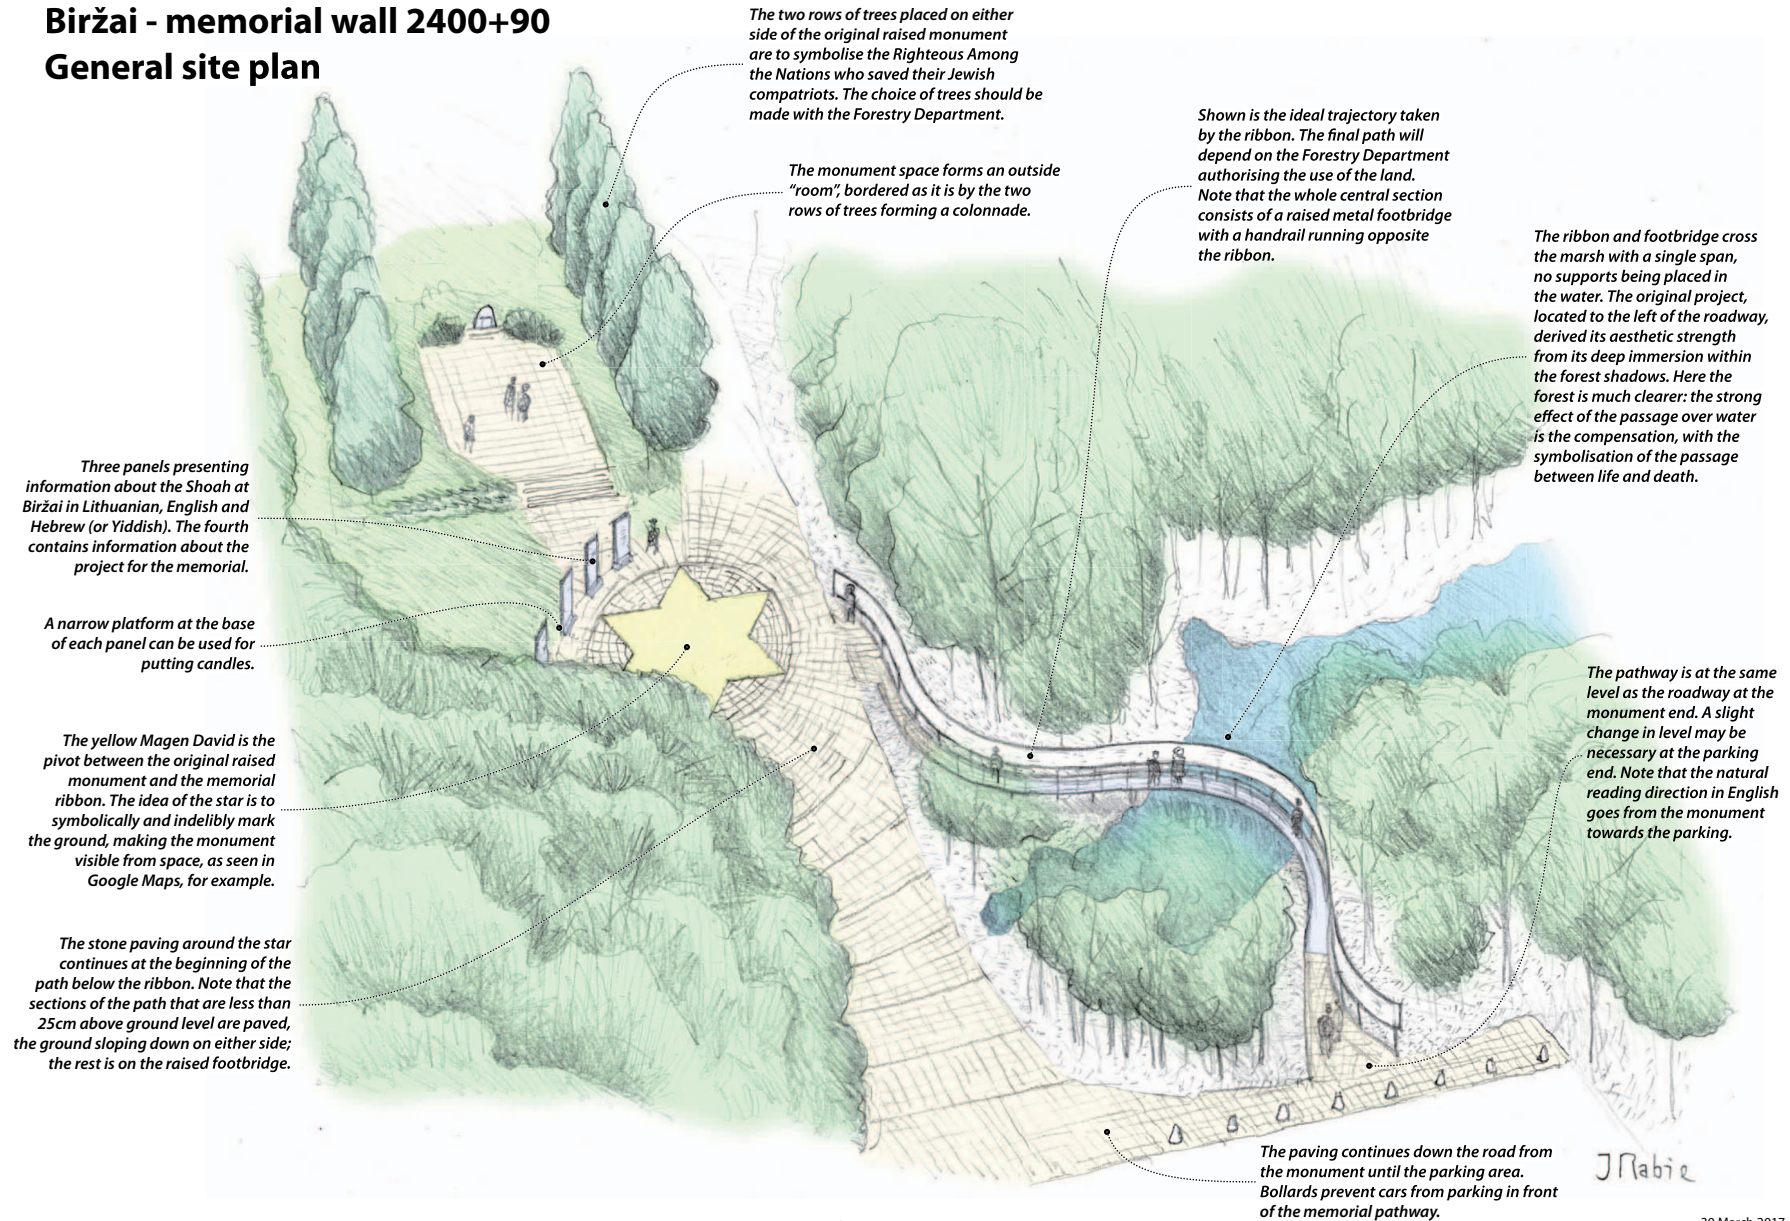 Biržai - memorial wall 2400+90
General site plan
The two rows of trees placed on either
side of the original raised monument
are to symbolise the Righteous Among
the Nations who saved their Jewish
compatriots. The choice of trees should be
made with the Forestry Department.
The monument space forms an outside
“room”, bordered as it is by the two
rows of trees forming a colonnade.
Shown is the ideal trajectory taken
by the ribbon. The final path will
depend on the Forestry Department
authorising the use of the land.
Note that the whole central section
consists of a raised metal footbridge
with a handrail running opposite
the ribbon.
The ribbon and footbridge cross
the marsh with a single span,
no supports being placed in
the water. The original project,
located to the left of the roadway,
derived its aesthetic strength
from its deep immersion within
the forest shadows. Here the
forest is much clearer: the strong
effect of the passage over water
is the compensation, with the
symbolisation of the passage
between life and death.
Three panels presenting
information about the Shoah at
Biržai in Lithuanian, English and
Hebrew (or Yiddish). The fourth
contains information about the
project for the memorial.
A narrow platform at the base
of each panel can be used for
putting candles.
The yellow Magen David is the
pivot between the original raised
monument and the memorial
ribbon. The idea of the star is to
symbolically and indelibly mark
the ground, making the monument
visible from space, as seen in
Google Maps, for example.
The stone paving around the star
continues at the beginning of the
path below the ribbon. Note that the
sections of the path that are less than
25cm above ground level are paved,
the ground sloping down on either side;
the rest is on the raised footbridge.
The pathway is at the same
level as the roadway at the
monument end. A slight
change in level may be
necessary at the parking
end. Note that the natural
reading direction in English
goes from the monument
towards the parking.
The paving continues down the road from
the monument until the parking area.
Bollards prevent cars from parking in front
of the memorial pathway.
J Rabie